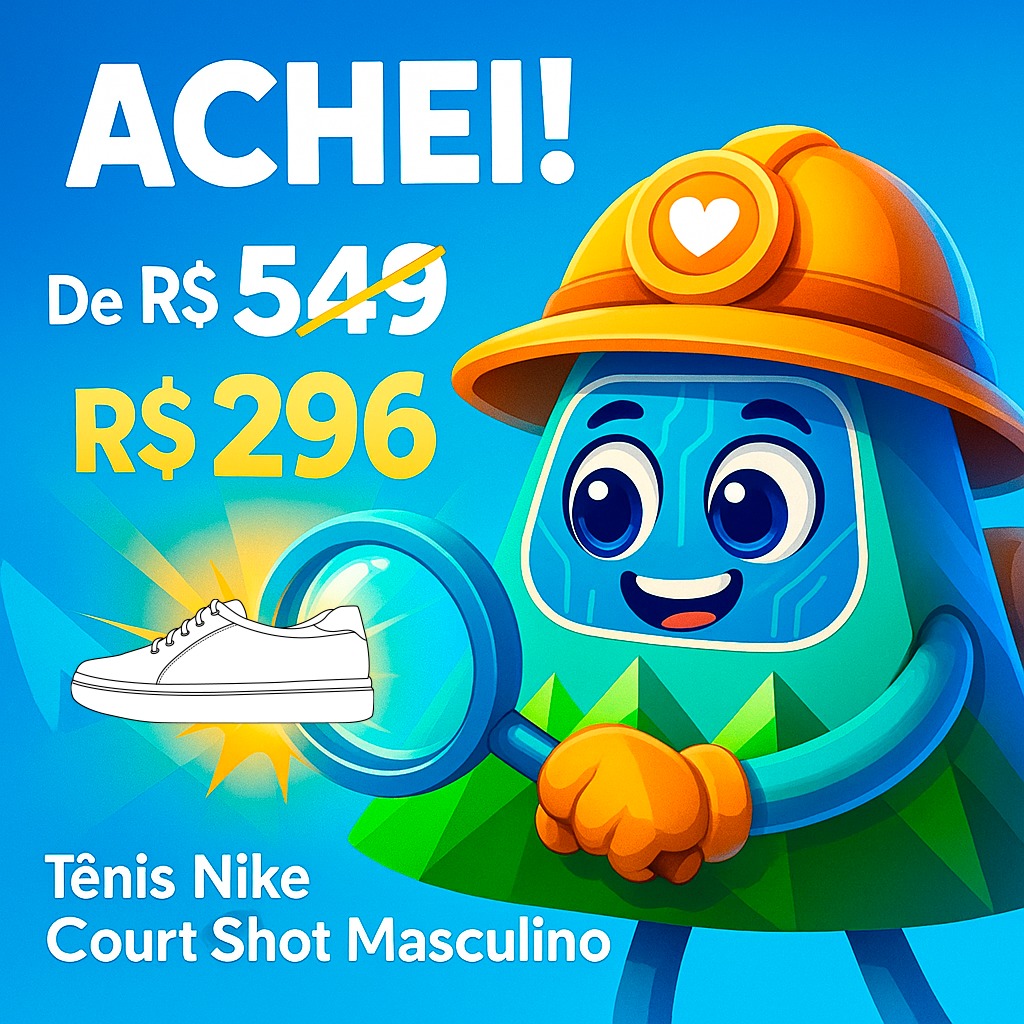 ACHEI!
De R$ 549
R$ 296
Tênis Nike
Court Shot Masculino